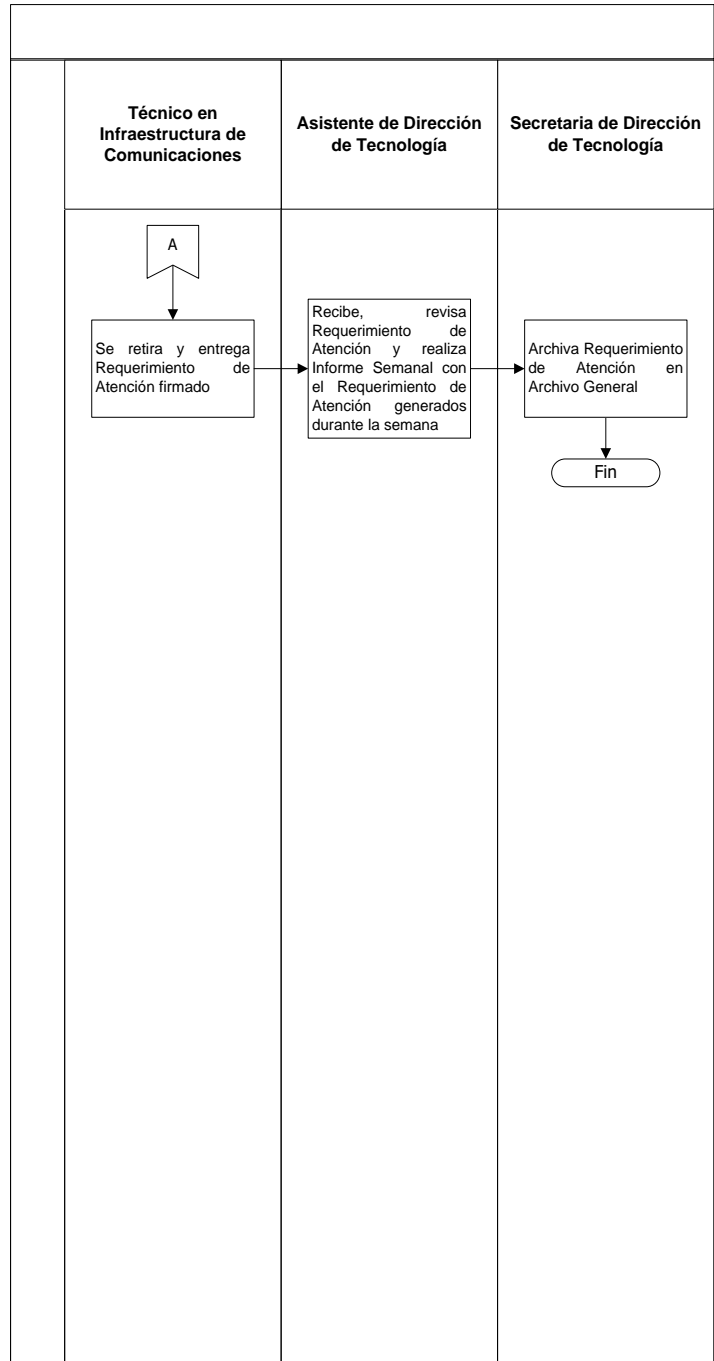 Técnico en
Infraestructura de
Comunicaciones
Asistente de Dirección
de Tecnología
Secretaria de Dirección
de Tecnología
A
Se retira y entrega
Requerimiento de
Atención firmado
Recibe, revisa
Requerimiento de
Atención y realiza
Informe Semanal con
el Requerimiento de
Atención generados
durante la semana
Archiva Requerimiento
de Atención en
Archivo General
Fin